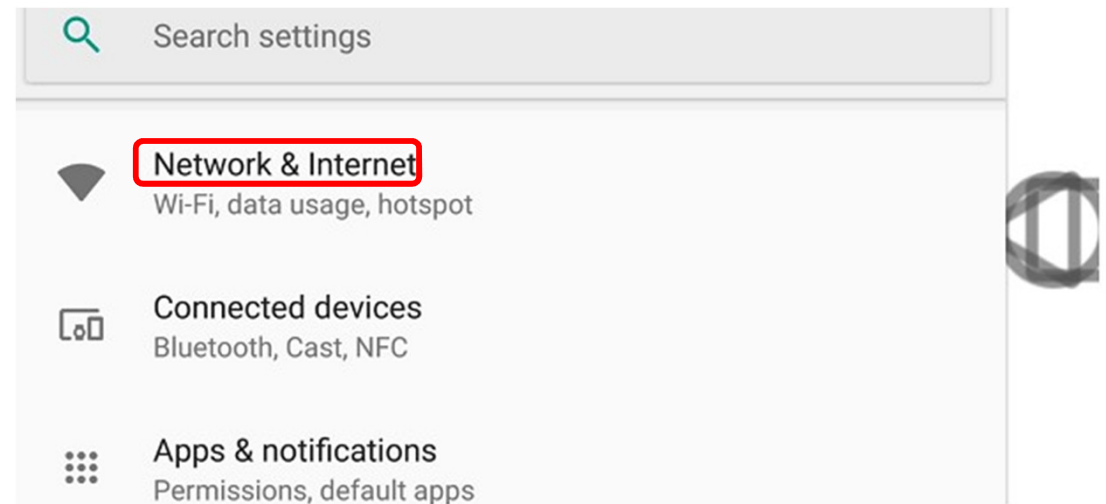 Search settings
Network & Internet
Wi-Fi, data usage, hotspot
Connected devices
Bluetooth, Cast, NFC
Apps & notifications
Permissions, default apps